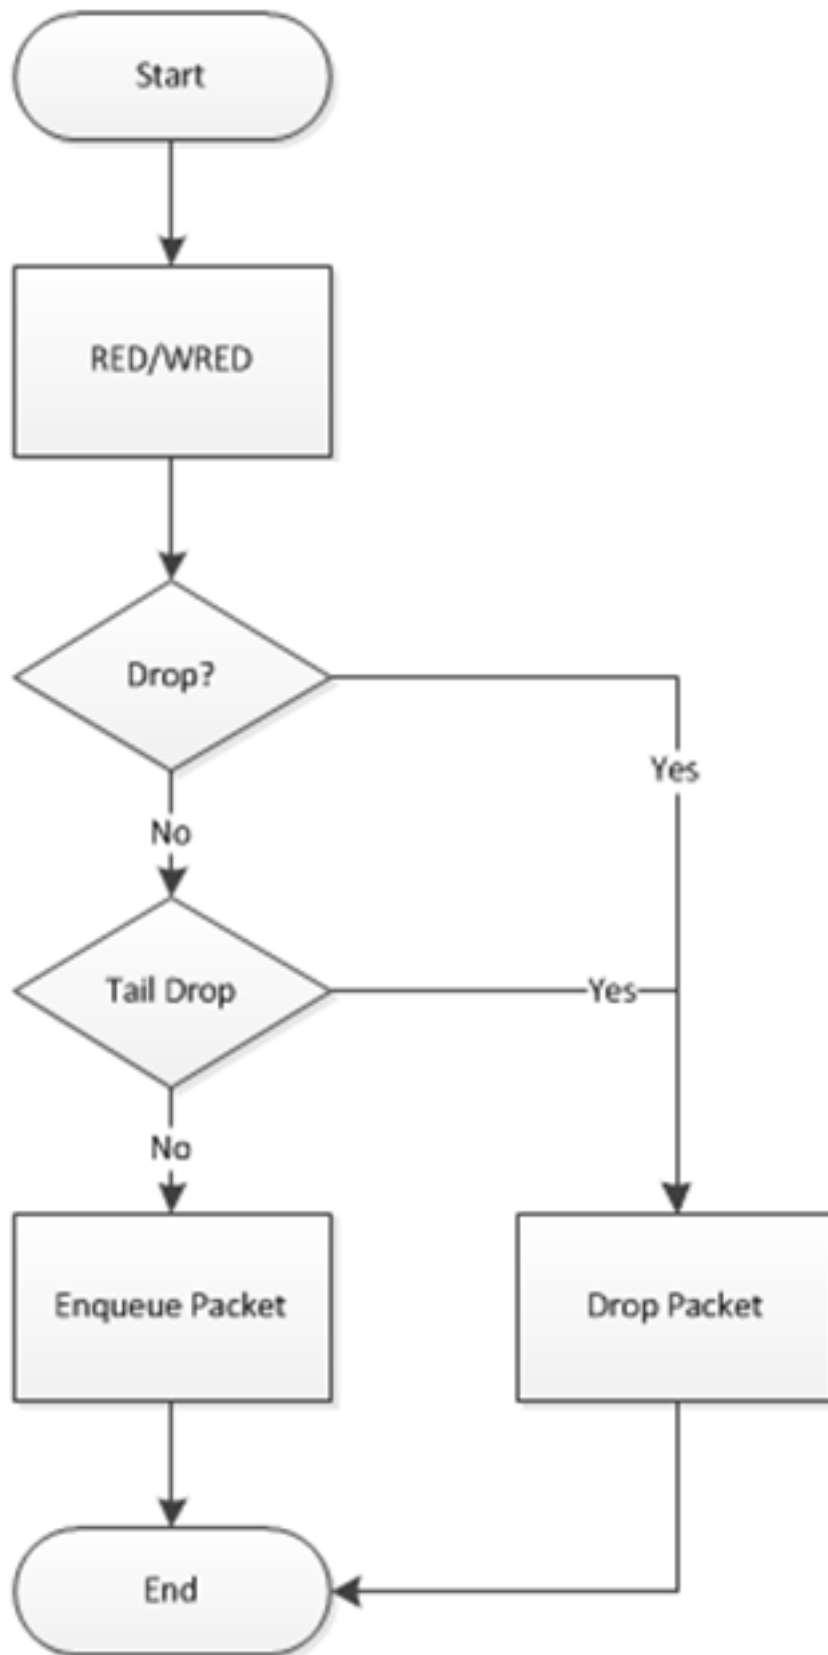 Start
RED/WRED
Drop?
Yes
No
Tail Drop
Yes
No
Enqueue Packet
Drop Packet
End